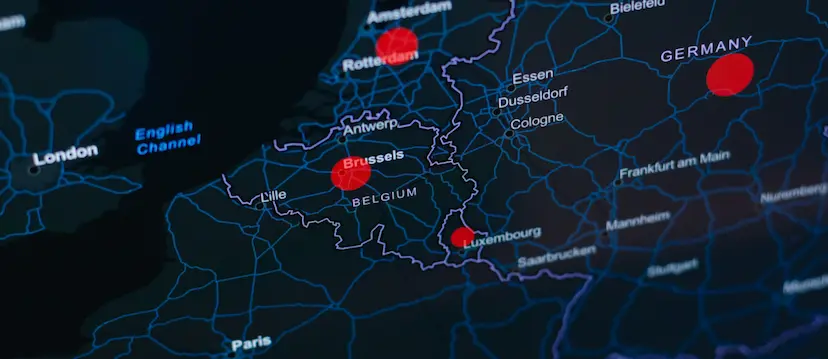 Amsterdam
Bielefeld
Rotterdam
GERMANY
Essen
Dusseldorf
Cologne
English
Channel
Antwerp
London
Brussels
Frankfurt am Main
BELGIUM
Lille
Nuremberg
Mannheim
Luxembourg
Saarbrucken
Stuttgart
Paris